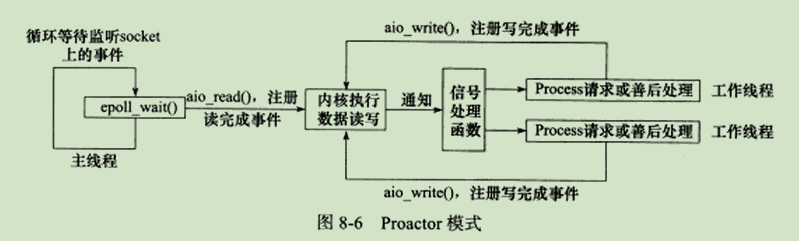 aio_write()，注册写完成事件
循环等待监听socket
上的事件
epoll_wait()
主线程
aio_read()，注册
读完成事件
内核执行
数据读写
通知
信号
处理
函数
Process请求或善后处理
工作线程
Process请求或善后处理
工作线程
aio_write()，注册写完成事件
图 8-6 Proactor 模式